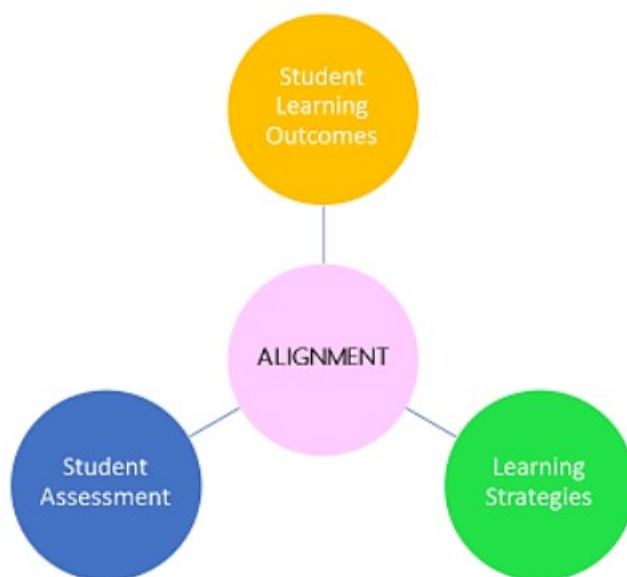 Student
Learning
Outcomes
ALIGNMENT
Student
Assessment
Learning
Strategies